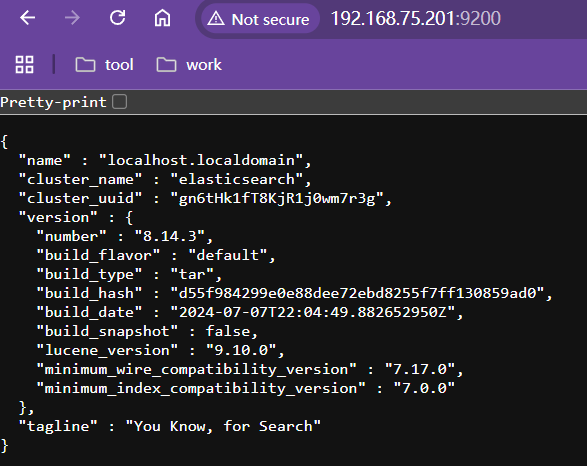 Not secure 192.168.75.201:9200
tool work
Pretty-print
{
  "name" : "localhost.localdomain",
  "cluster_name" : "elasticsearch",
  "cluster_uuid" : "gn6tHk1fT8KjR1j0wm7r3g",
  "version" : {
    "number" : "8.14.3",
    "build_flavor" : "default",
    "build_type" : "tar",
    "build_hash" : "d55f984299e0e88dee72ebd8255f7ff130859ad0",
    "build_date" : "2024-07-07T22:04:49.882652950Z",
    "build_snapshot" : false,
    "lucene_version" : "9.10.0",
    "minimum_wire_compatibility_version" : "7.17.0",
    "minimum_index_compatibility_version" : "7.0.0"
  },
  "tagline" : "You Know, for Search"
}